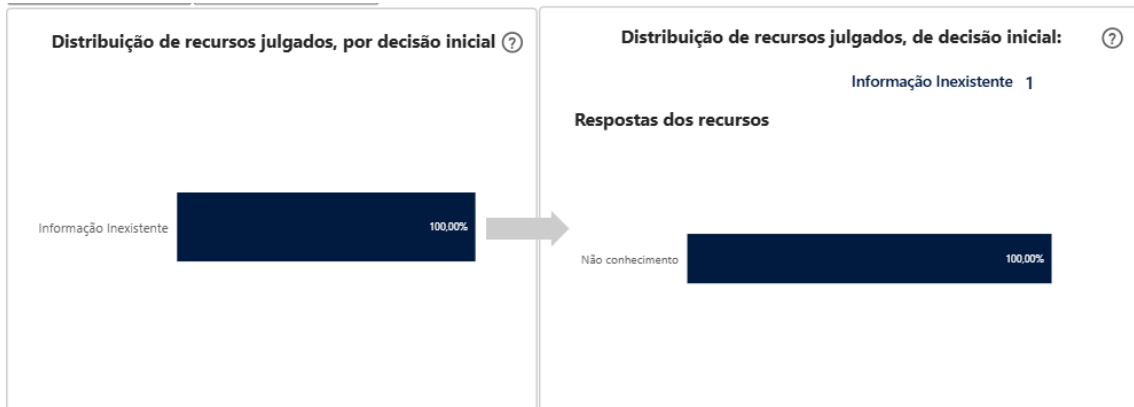 Distribuição de recursos julgados, por decisão inicial ?
Informação Inexistente
100,00%
Distribuição de recursos julgados, de decisão inicial: ?
Informação Inexistente 1
Respostas dos recursos
Não conhecimento
100,00%